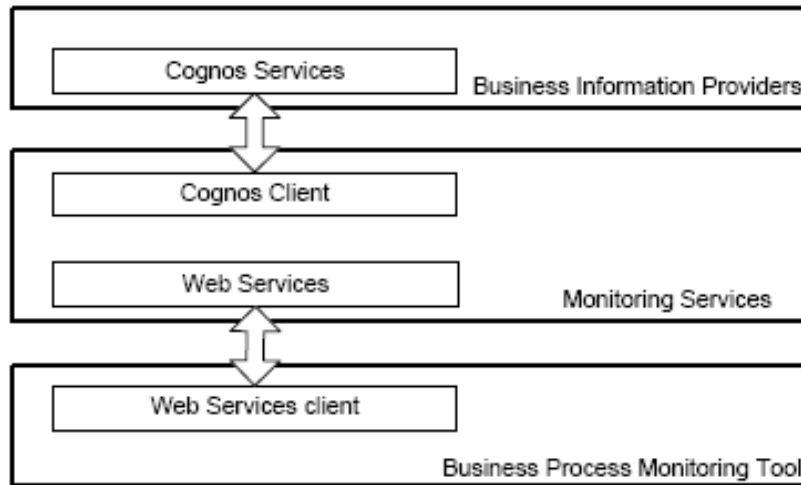 Cognos Services
Business Information Providers
Cognos Client
Web Services
Monitoring Services
Web Services client
Business Process Monitoring Tool